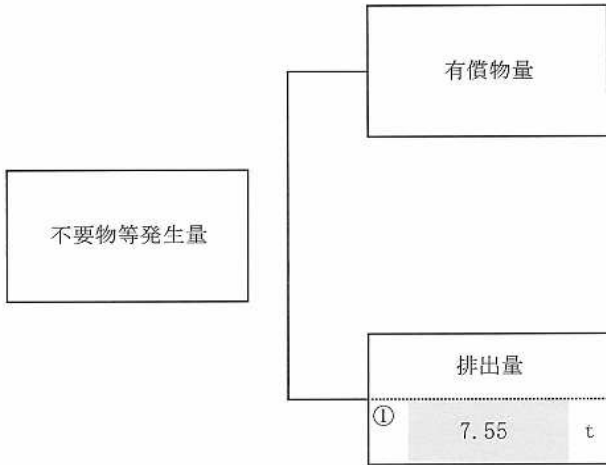 有償物量
不要物等発生量
排出量
①
7.55 t